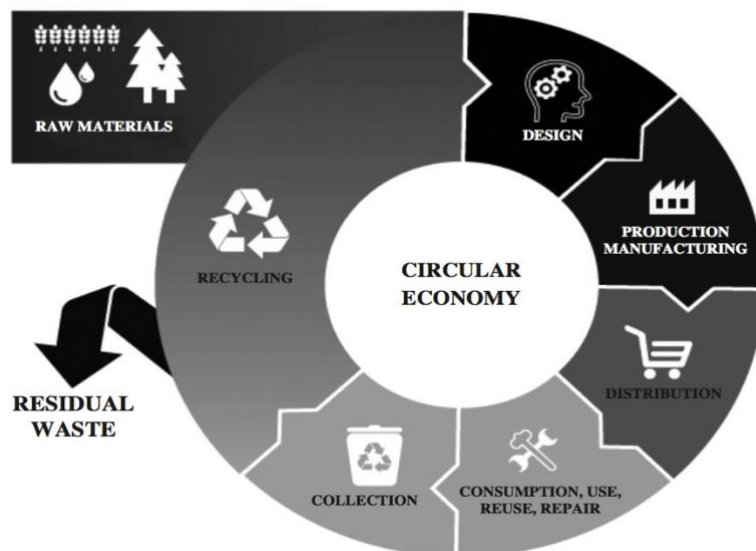 RAW MATERIALS
DESIGN
PRODUCTION
MANUFACTURING
RECYCLING
CIRCULAR
ECONOMY
DISTRIBUTION
RESIDUAL
WASTE
COLLECTION
CONSUMPTION, USE,
REUSE, REPAIR